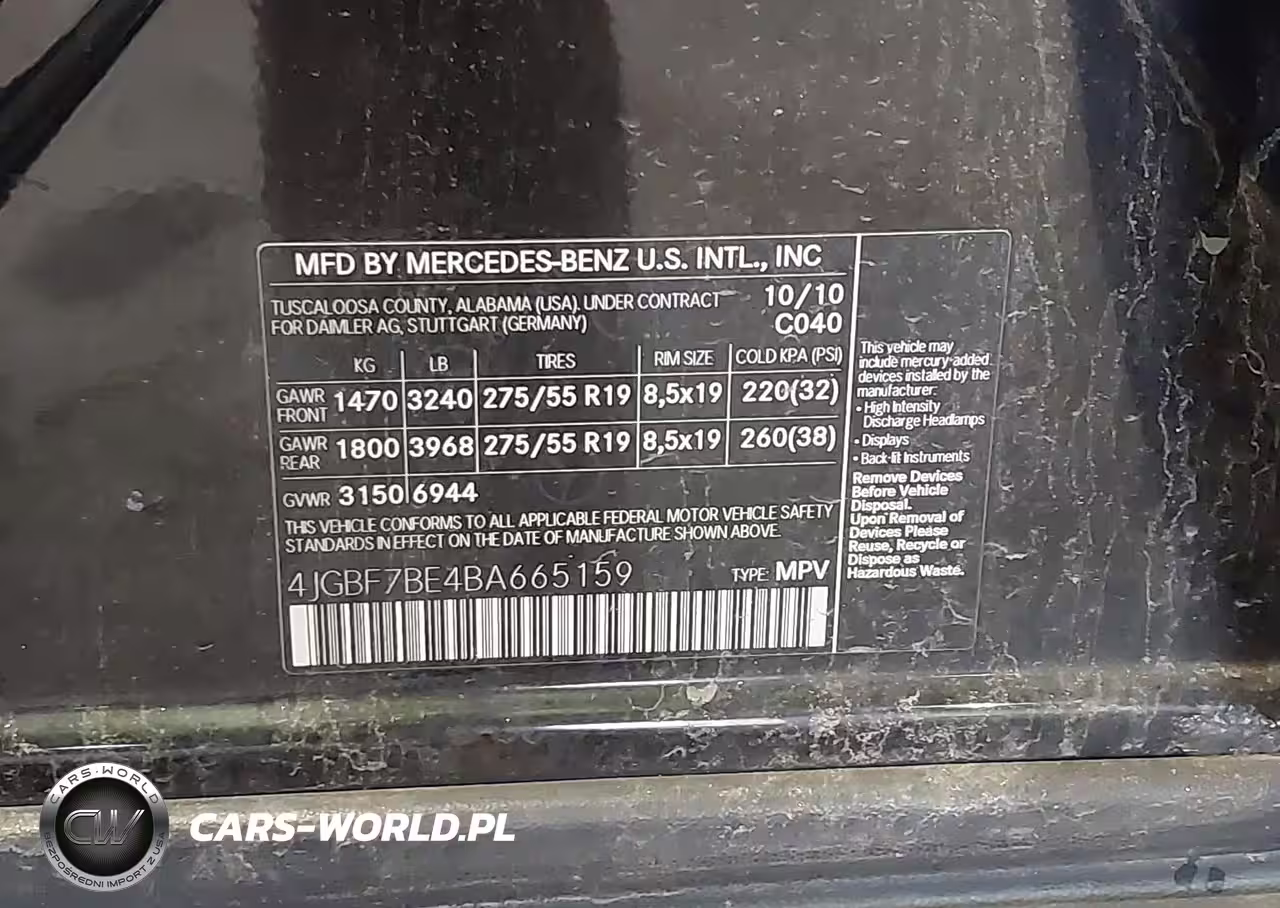 MFD BY MERCEDES-BENZ U.S. INTL., INC
TUSCALOOSA COUNTY, ALABAMA (USA). UNDER CONTRACT 10/10
FOR DAIMLER AG, STUTTGART (GERMANY) C040
KG LB TIRES RIM SIZE COLD KPA (PSI)
GAWR FRONT 1470 3240 275/55 R19 8,5x19 220(32)
GAWR REAR 1800 3968 275/55 R19 8,5x19 260(38)
GVWR 3150 6944
THIS VEHICLE CONFORMS TO ALL APPLICABLE FEDERAL MOTOR VEHICLE SAFETY
STANDARDS IN EFFECT ON THE DATE OF MANUFACTURE SHOWN ABOVE.
4JGBF7BE4BA665159 TYPE: MPV
This vehicle may
include mercury-added
devices installed by the
manufacturer:
• High Intensity
Discharge Headlamps
• Displays
• Back-lit Instruments
Remove Devices
Before Vehicle
Disposal.
Upon Removal of
Devices Please
Reuse, Recycle or
Dispose as
Hazardous Waste.
CARS-WORLD
CW
BEZPOŚREDNI IMPORT Z USA
CARS-WORLD.PL